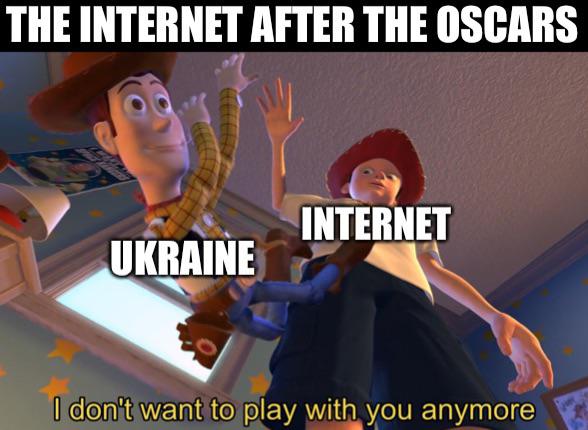 THE INTERNET AFTER THE OSCARS
INTERNET
UKRAINE
I don't want to play with you anymore